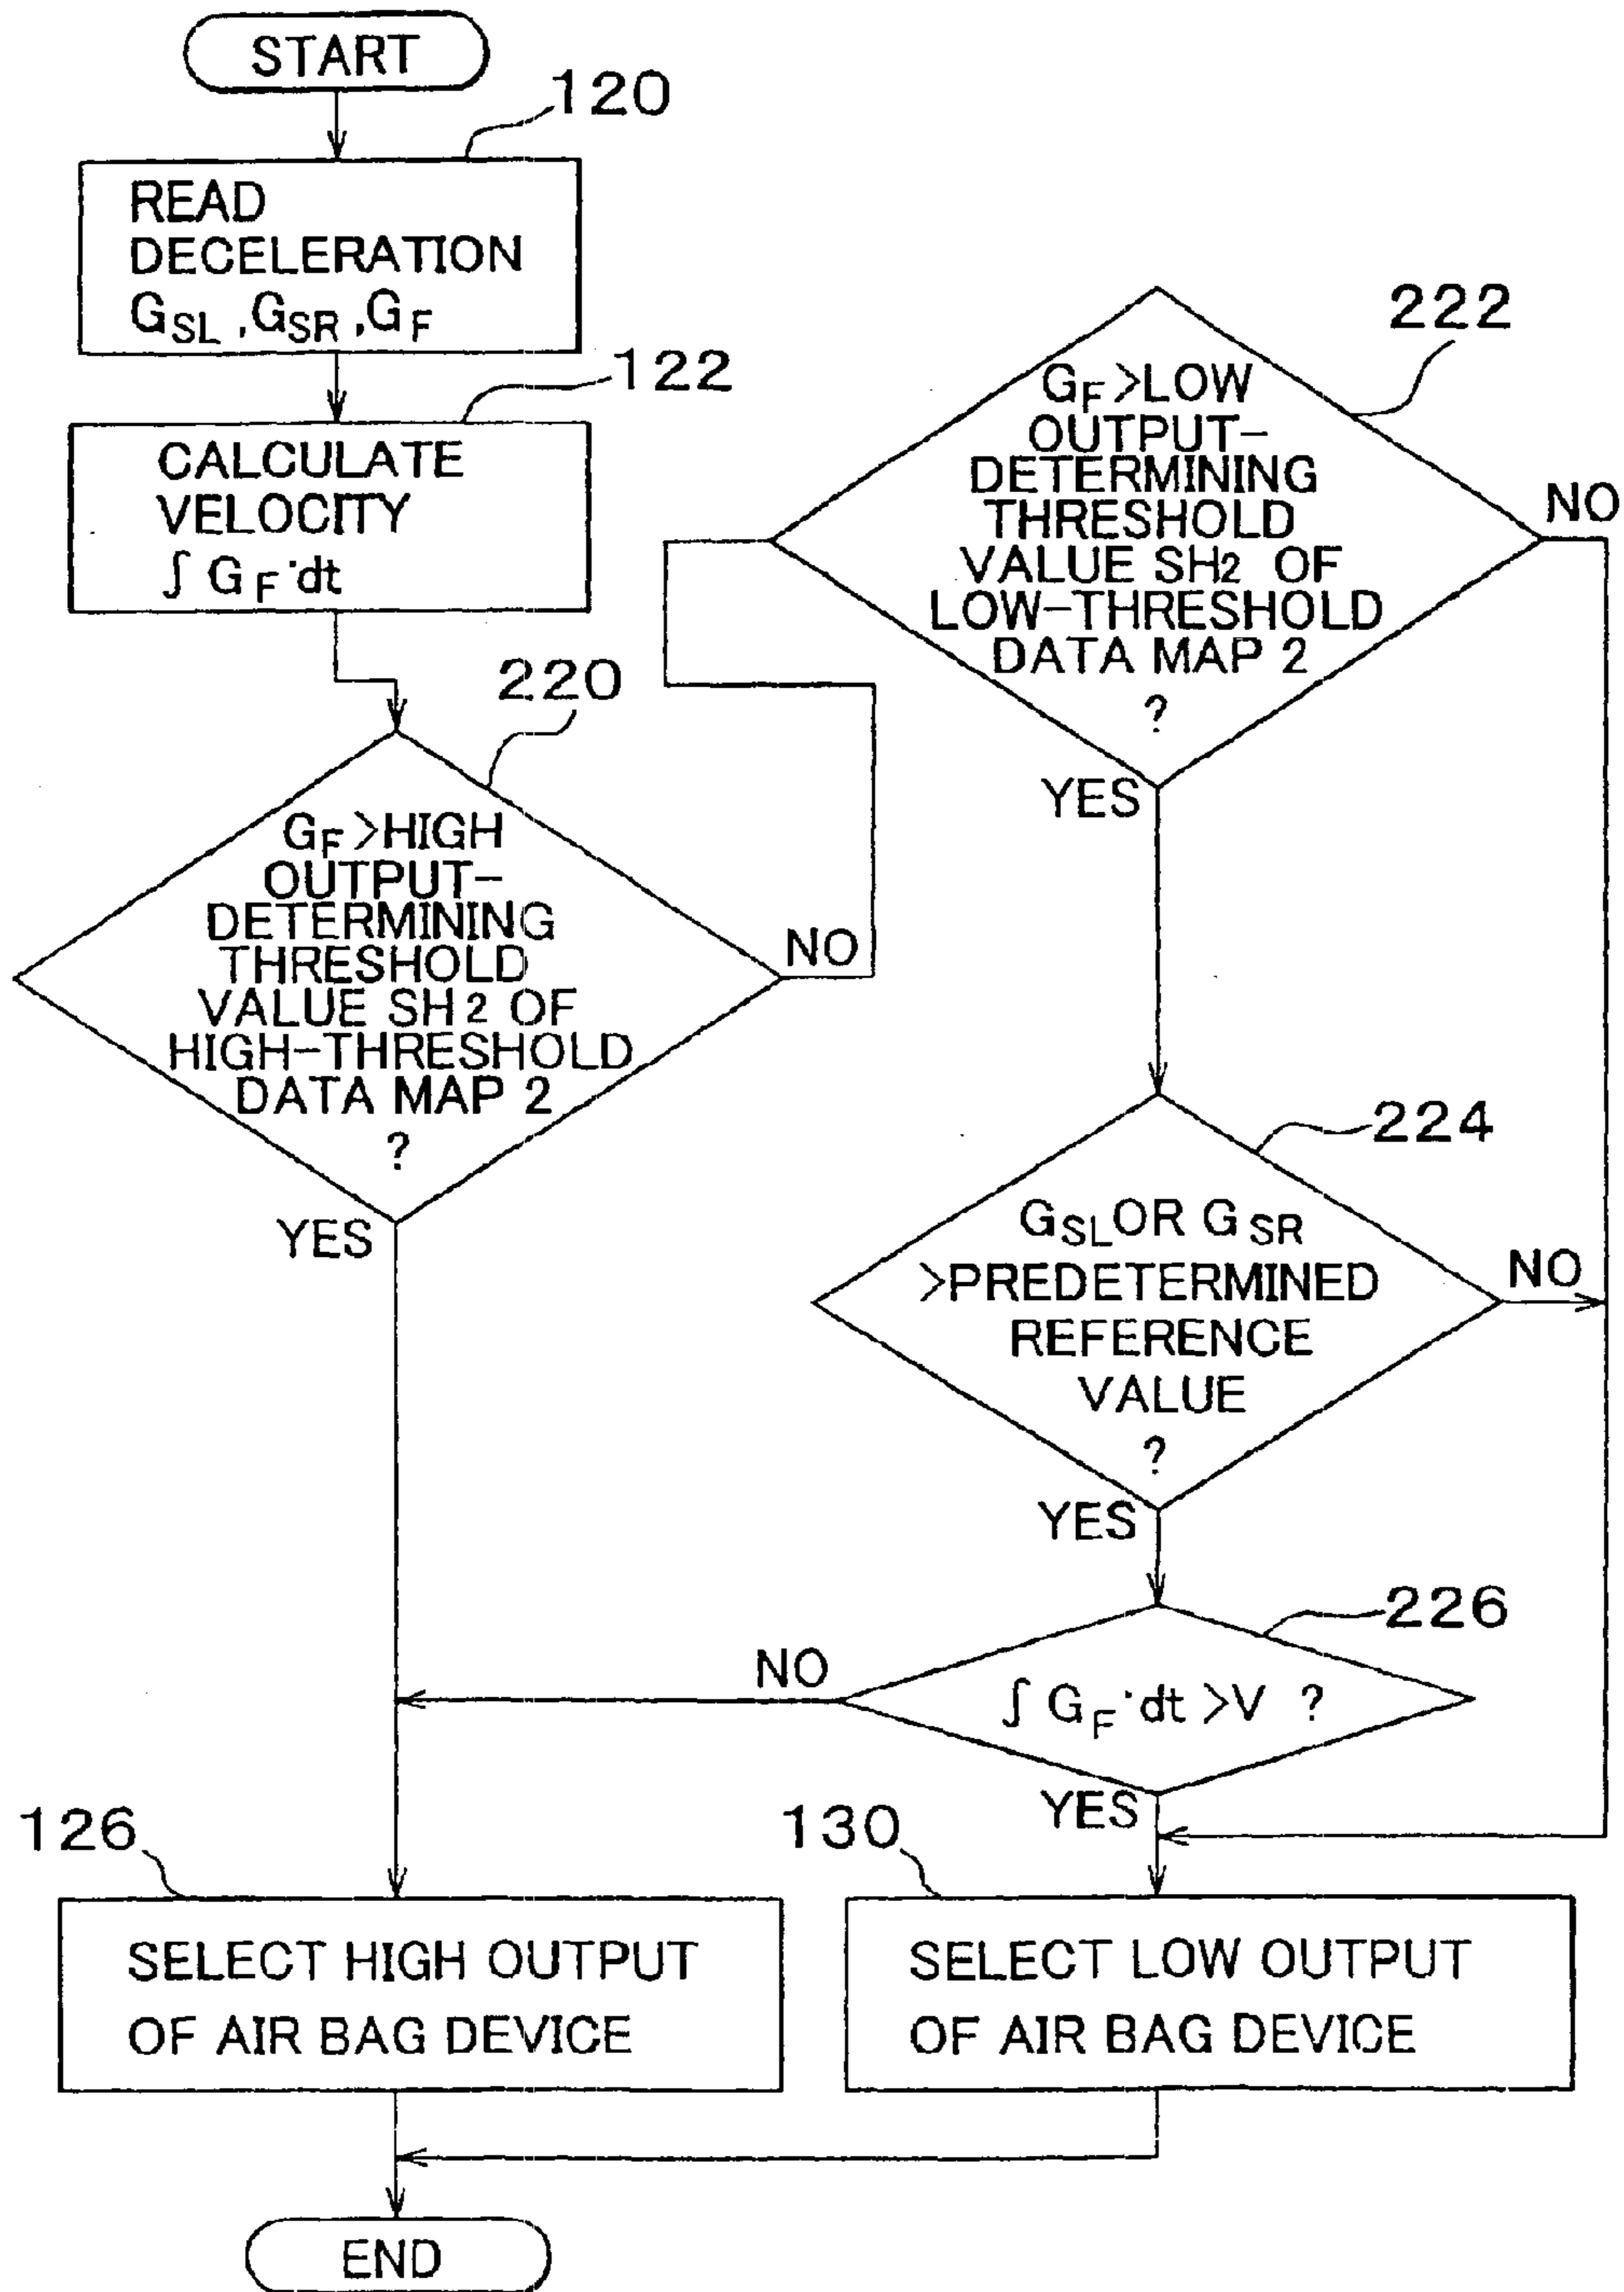 START
120
READ
DECELERATION
GSL ,GSR ,GF
122
CALCULATE
VELOCITY
∫ GF·dt
220
GF >HIGH
OUTPUT-
DETERMINING
THRESHOLD
VALUE SH2 OF
HIGH-THRESHOLD
DATA MAP 2
?
NO
YES
222
GF >LOW
OUTPUT-
DETERMINING
THRESHOLD
VALUE SH2 OF
LOW-THRESHOLD
DATA MAP 2
?
NO
YES
224
GSL OR GSR
>PREDETERMINED
REFERENCE
VALUE
?
NO
YES
226
∫ GF·dt >V ?
NO
YES
126
SELECT HIGH OUTPUT
OF AIR BAG DEVICE
130
SELECT LOW OUTPUT
OF AIR BAG DEVICE
END